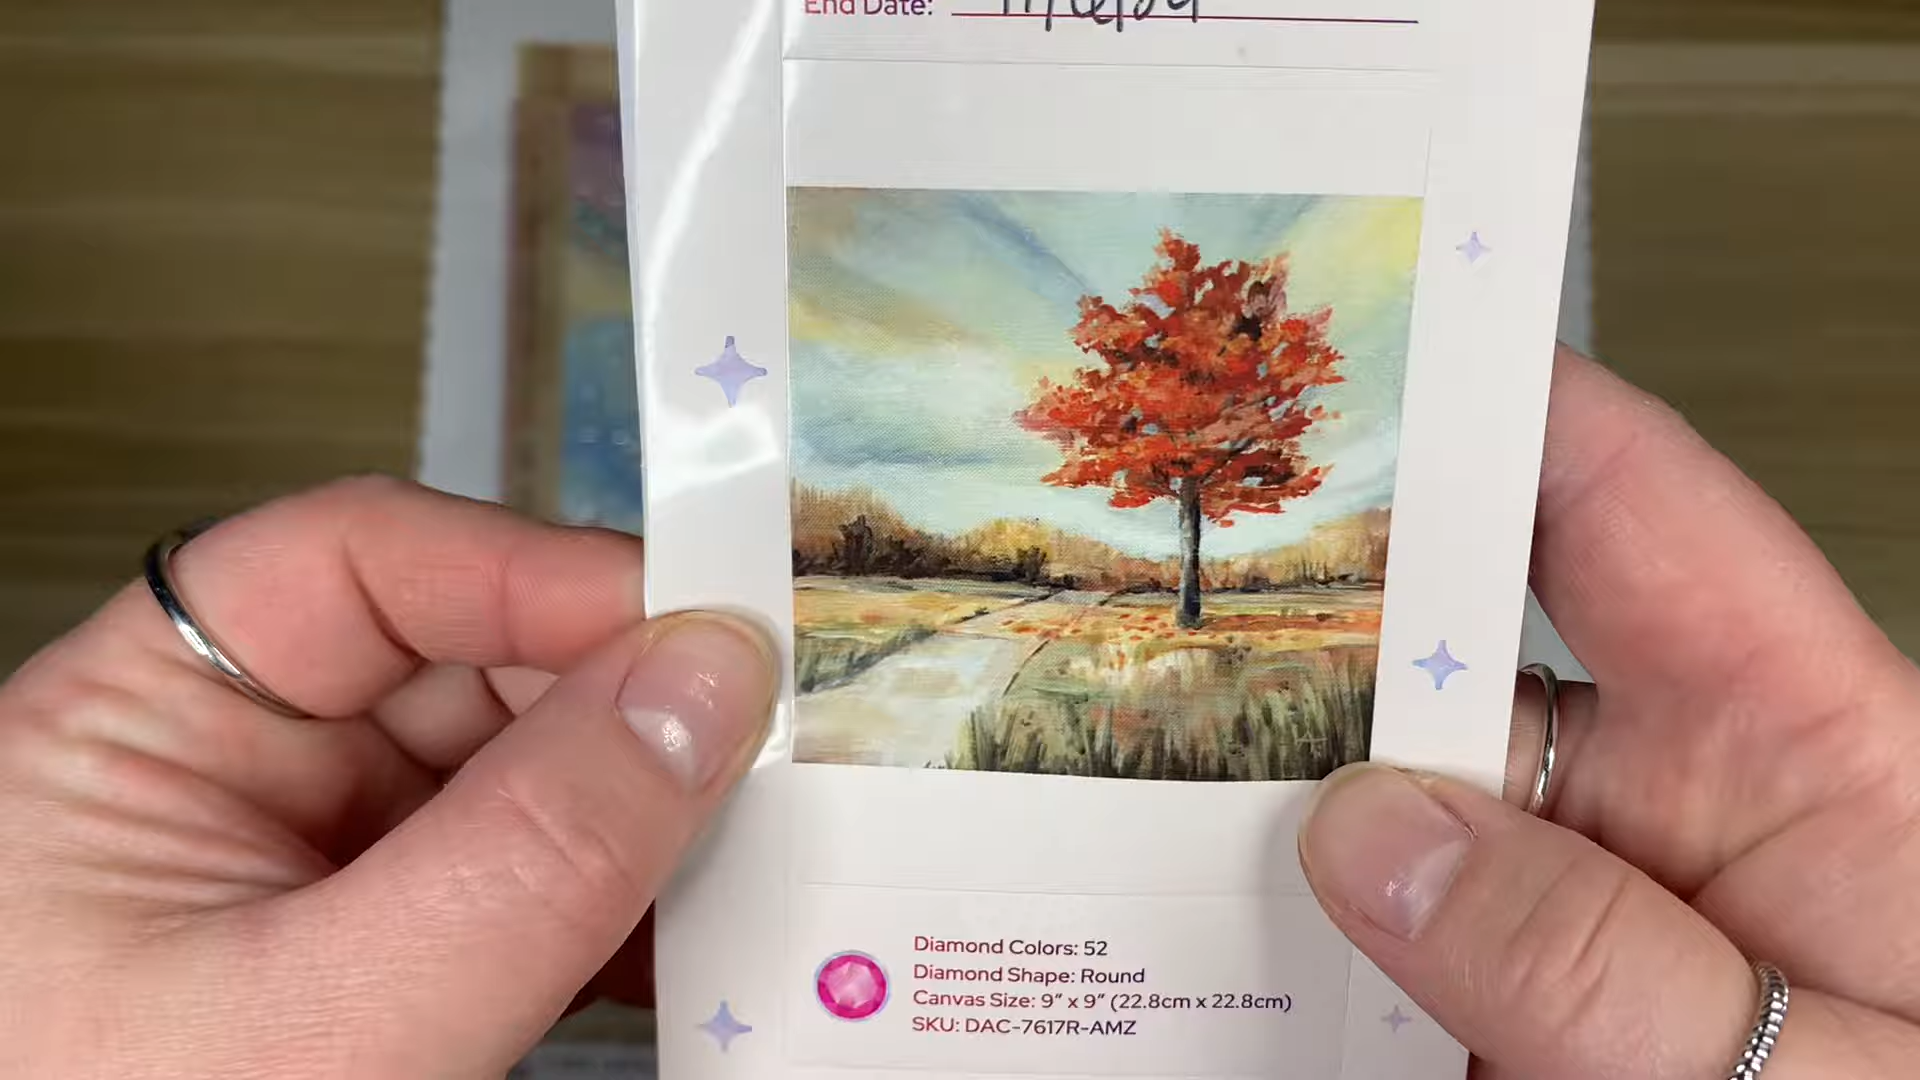 End Date:
Diamond Colors: 52
Diamond Shape: Round
Canvas Size: 9” x 9” (22.8cm x 22.8cm)
SKU: DAC-7617R-AMZ